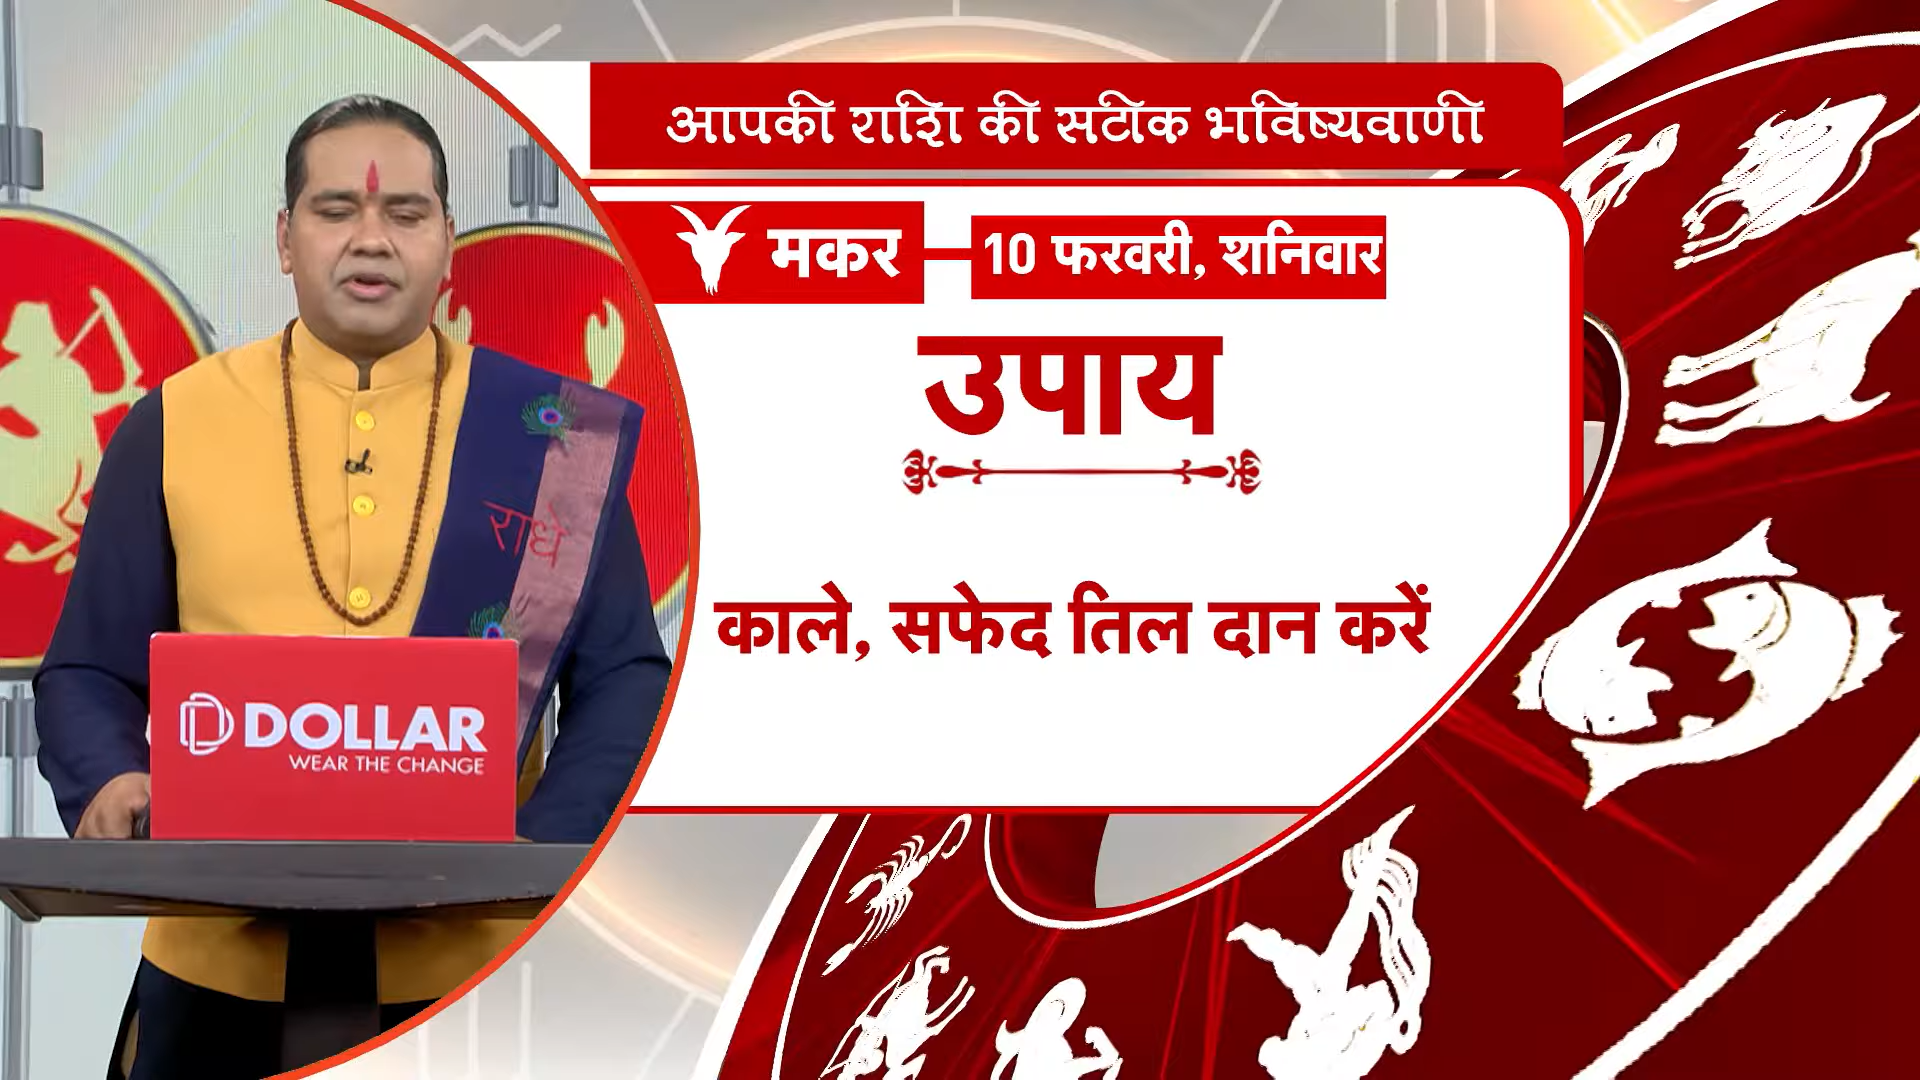 आपकी राशि की सटीक भविष्यवाणी
मकर
10 फरवरी, शनिवार
उपाय
काले, सफेद तिल दान करें
राधे
DOLLAR
WEAR THE CHANGE